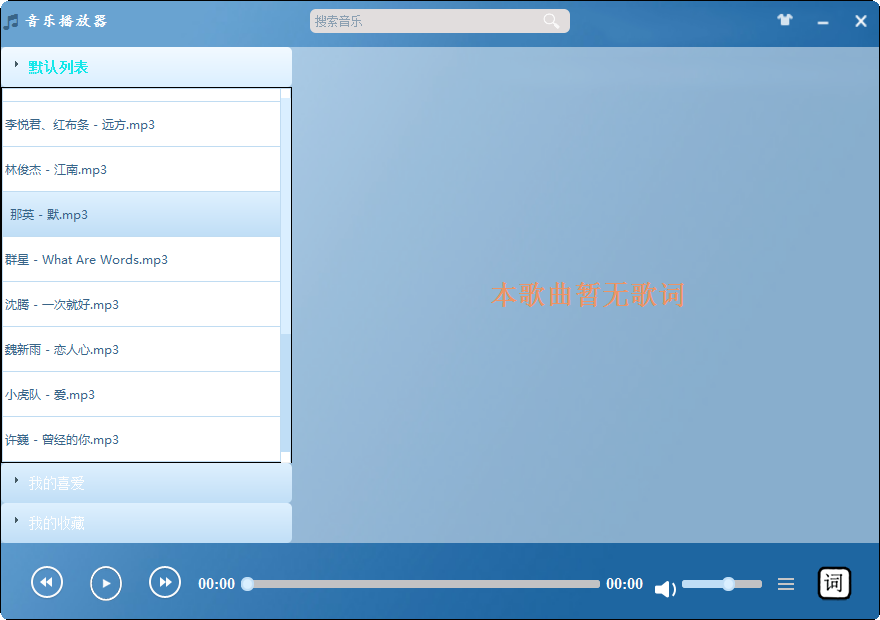 音乐播放器
搜索音乐
默认列表
李悦君、红布条 - 远方.mp3
林俊杰 - 江南.mp3
那英 - 默.mp3
群星 - What Are Words.mp3
沈腾 - 一次就好.mp3
魏新雨 - 恋人心.mp3
小虎队 - 爱.mp3
许巍 - 曾经的你.mp3
本歌曲暂无歌词
我的喜爱
我的收藏
00:00
00:00
词